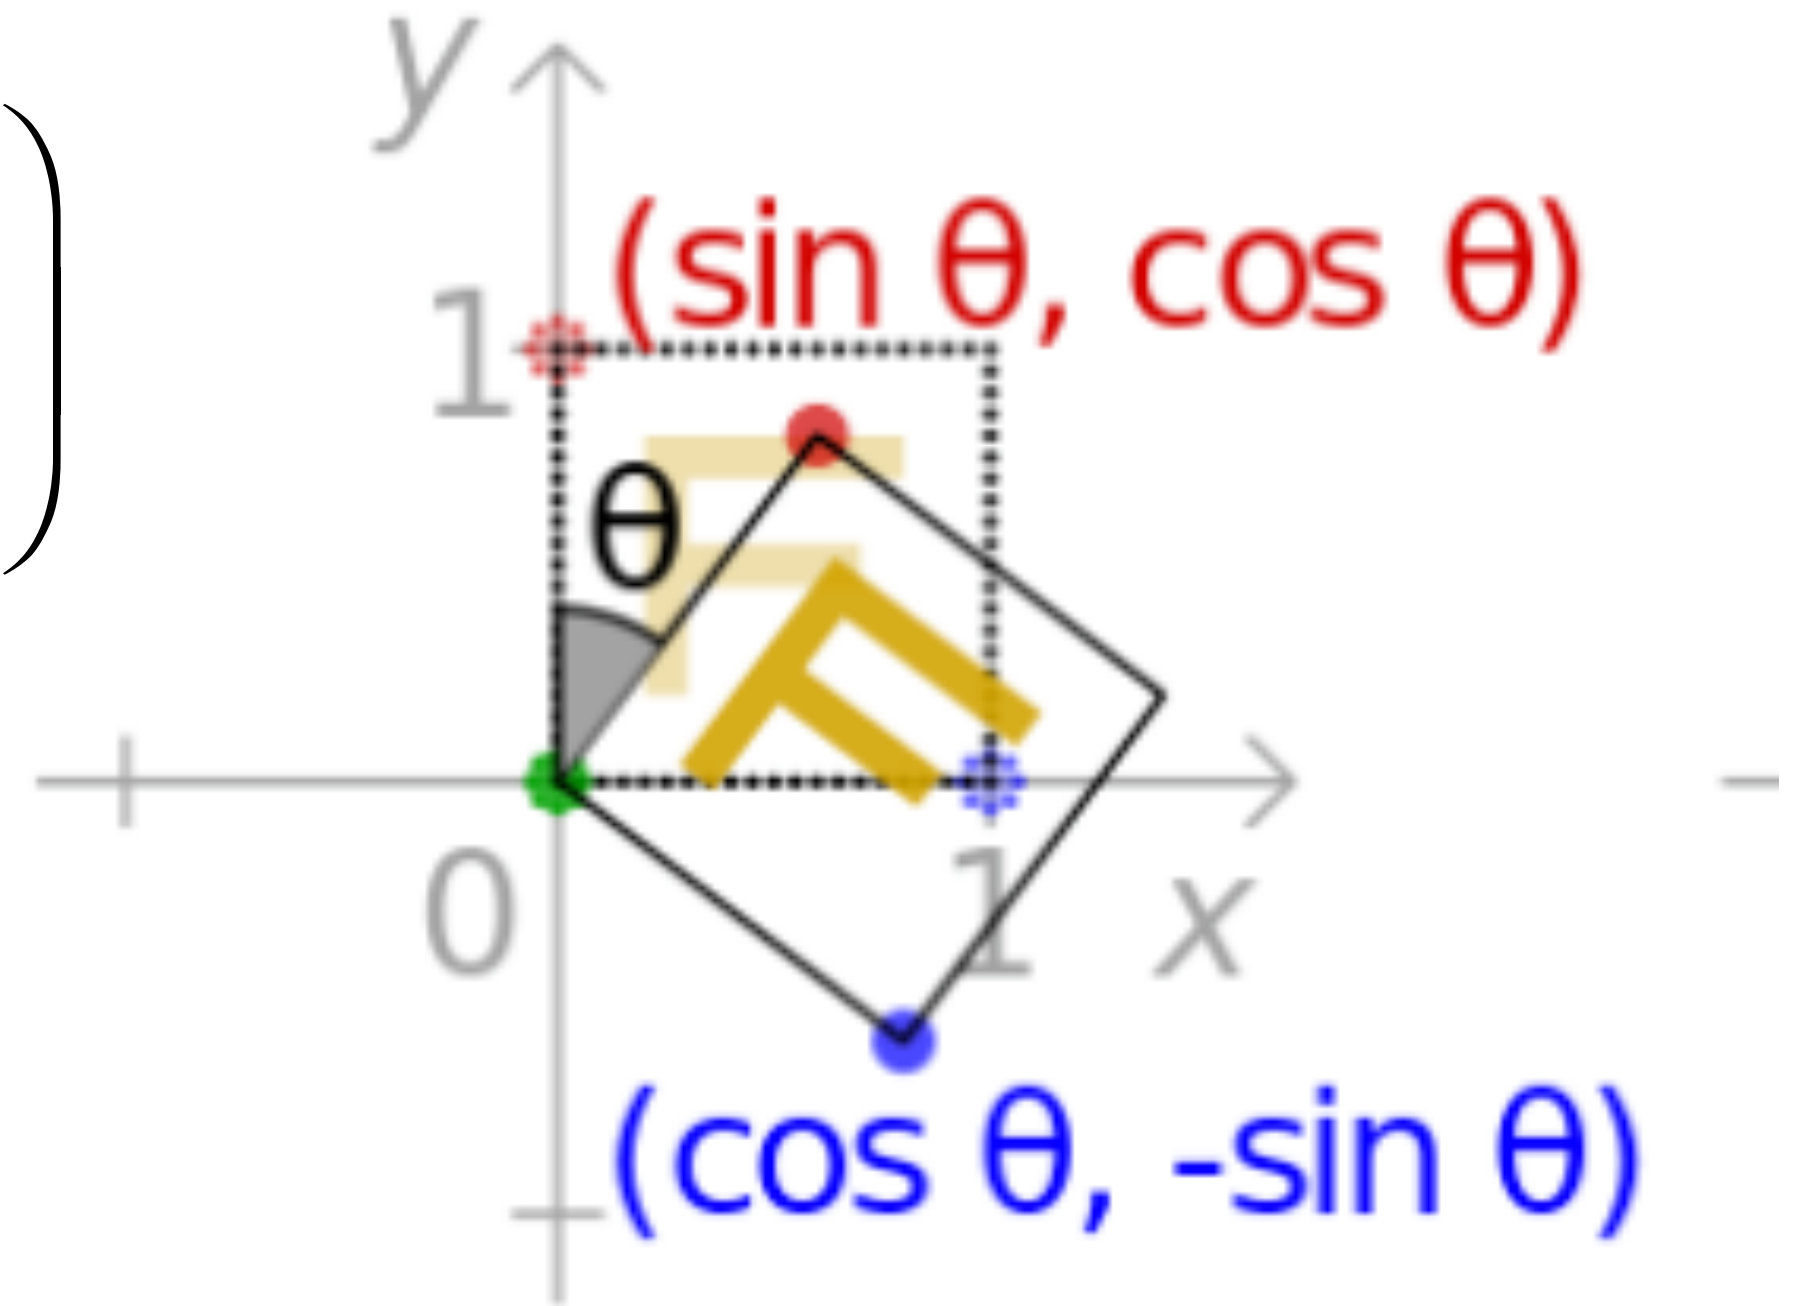 y
)
(sin θ, cos θ)
1
θ
F
F
0
1
x
(cos θ, -sin θ)